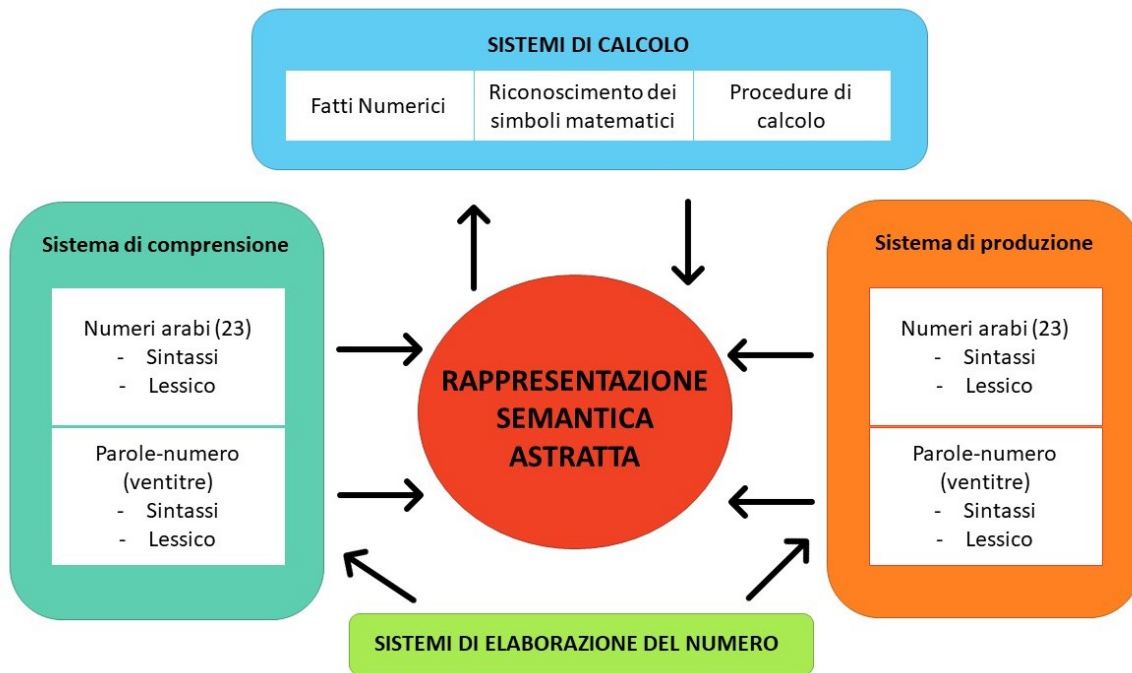 SISTEMI DI CALCOLO
Fatti Numerici
Riconoscimento dei
simboli matematici
Procedure di
calcolo
Sistema di comprensione
Numeri arabi (23)
- Sintassi
- Lessico
Parole-numero
(ventitre)
- Sintassi
- Lessico
RAPPRESENTAZIONE
SEMANTICA
ASTRATTA
Sistema di produzione
Numeri arabi (23)
- Sintassi
- Lessico
Parole-numero
(ventitre)
- Sintassi
- Lessico
SISTEMI DI ELABORAZIONE DEL NUMERO